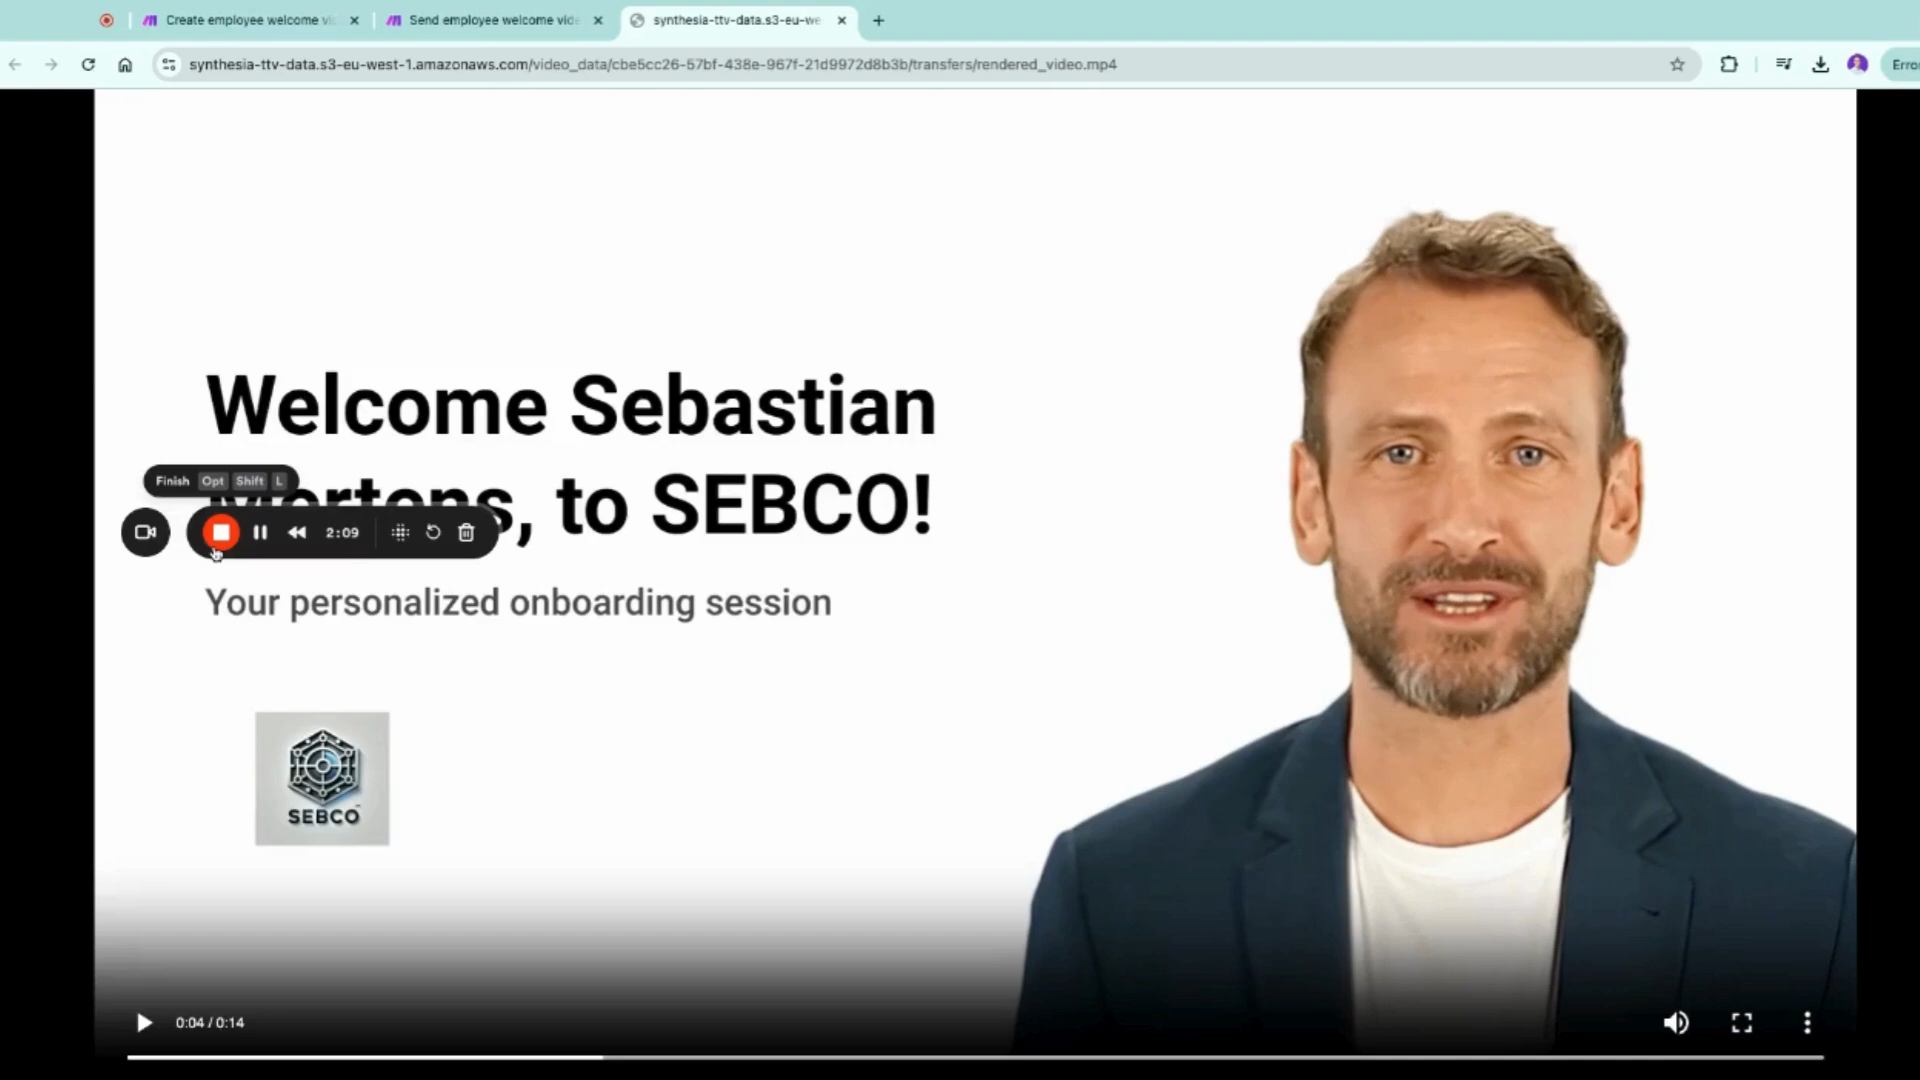 Create employee welcome vi
Send employee welcome vide
synthesia-ttv-data.s3-eu-we
synthesia-ttv-data.s3-eu-west-1.amazonaws.com/video_data/cbe5cc26-57bf-438e-967f-21d9972d8b3b/transfers/rendered_video.mp4
Erro
Welcome Sebastian
Finish Opt Shift L
Mertens, to SEBCO!
2:09
Your personalized onboarding session
SEBCO
0:04 / 0:14